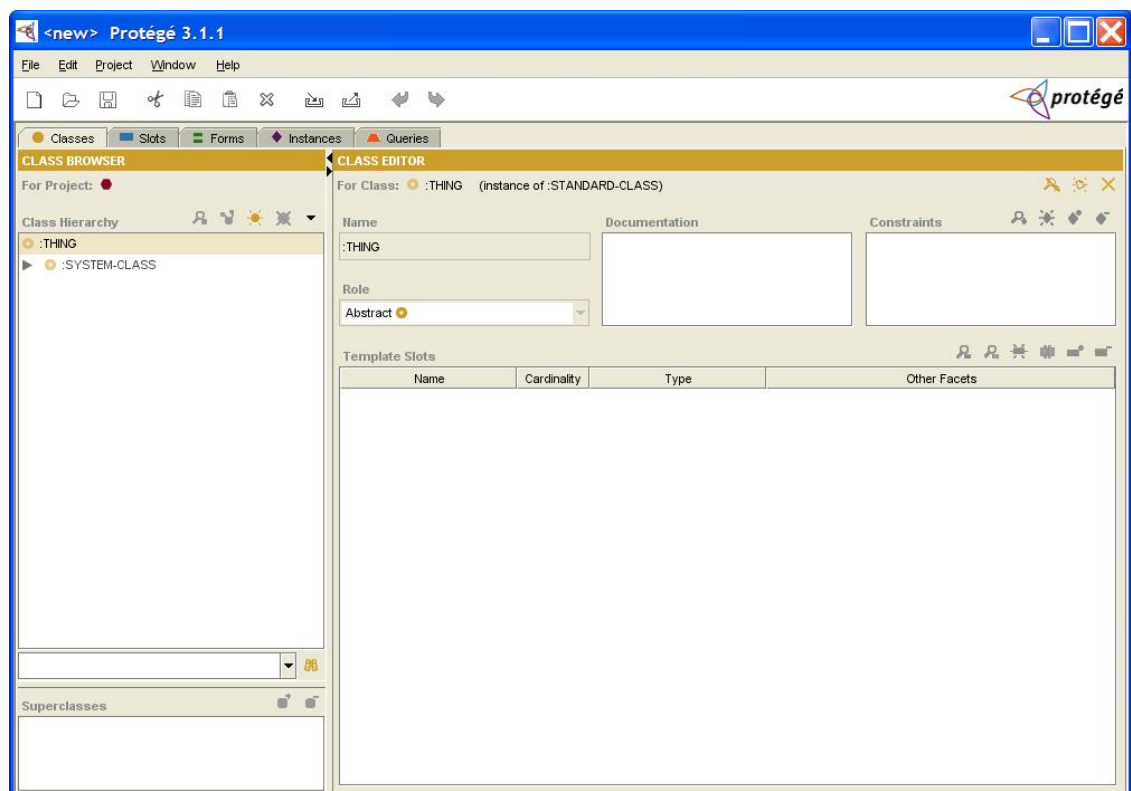 <new> Protégé 3.1.1
File Edit Project Window Help
protégé
Classes Slots Forms Instances Queries
CLASS BROWSER
For Project:
Class Hierarchy
:THING
:SYSTEM-CLASS
Superclasses
CLASS EDITOR
For Class: :THING (instance of :STANDARD-CLASS)
Name Documentation Constraints
:THING
Role
Abstract
Template Slots
Name Cardinality Type Other Facets